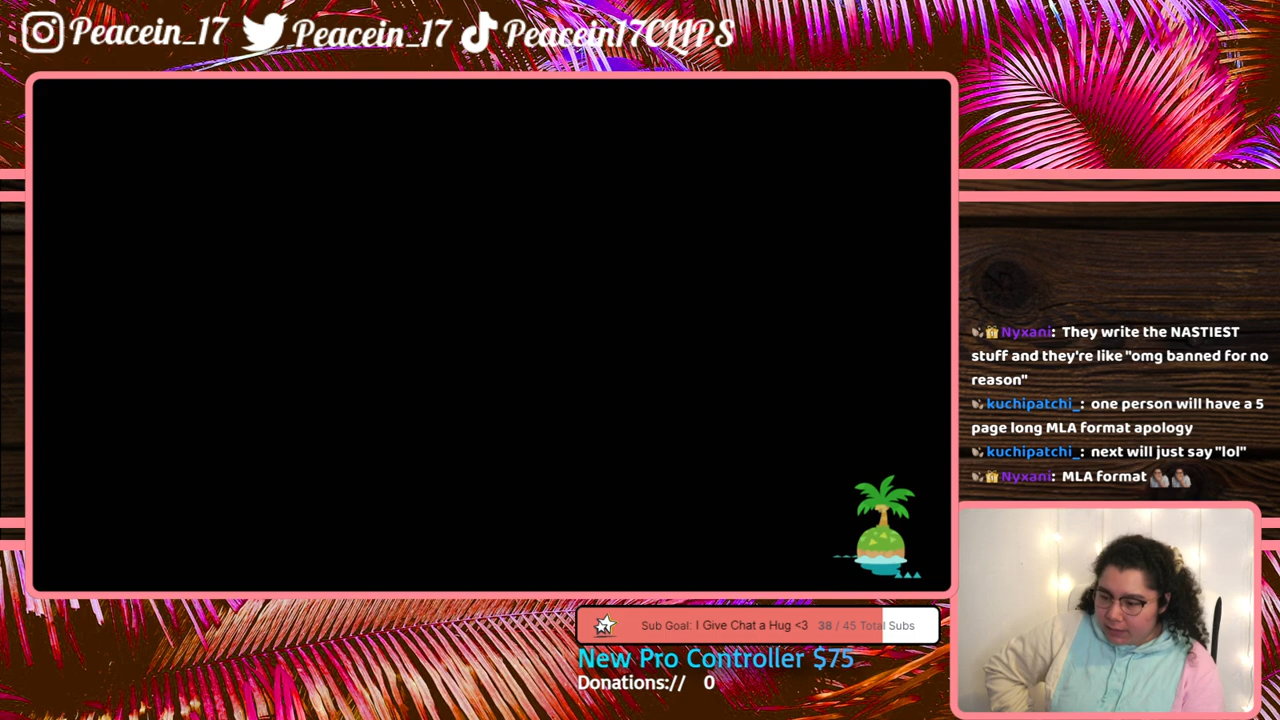 Peacein_17 Peacein_17 Peacein17CLIPS
Nyxani: They write the NASTIEST
stuff and they're like "omg banned for no
reason"
kuchipatchi_: one person will have a 5
page long MLA format apology
kuchipatchi_: next will just say "lol"
Nyxani: MLA format
Sub Goal: I Give Chat a Hug <3 38 / 45 Total Subs
New Pro Controller $75
Donations:// 0